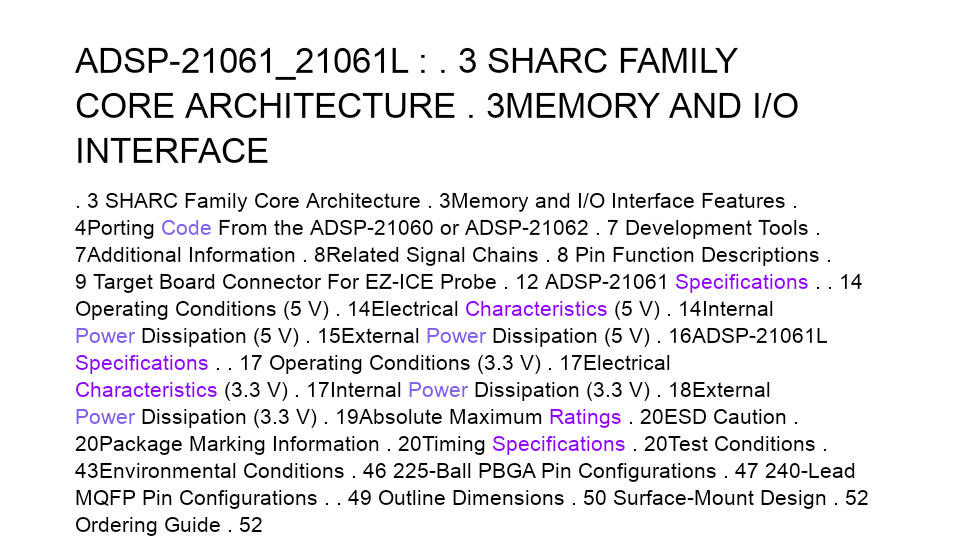 ADSP-21061_21061L : . 3 SHARC FAMILY
CORE ARCHITECTURE . 3MEMORY AND I/O
INTERFACE
. 3 SHARC Family Core Architecture . 3Memory and I/O Interface Features .
4Porting Code From the ADSP-21060 or ADSP-21062 . 7 Development Tools .
7Additional Information . 8Related Signal Chains . 8 Pin Function Descriptions .
9 Target Board Connector For EZ-ICE Probe . 12 ADSP-21061 Specifications . . 14
Operating Conditions (5 V) . 14Electrical Characteristics (5 V) . 14Internal
Power Dissipation (5 V) . 15External Power Dissipation (5 V) . 16ADSP-21061L
Specifications . . 17 Operating Conditions (3.3 V) . 17Electrical
Characteristics (3.3 V) . 17Internal Power Dissipation (3.3 V) . 18External
Power Dissipation (3.3 V) . 19Absolute Maximum Ratings . 20ESD Caution .
20Package Marking Information . 20Timing Specifications . 20Test Conditions .
43Environmental Conditions . 46 225-Ball PBGA Pin Configurations . 47 240-Lead
MQFP Pin Configurations . . 49 Outline Dimensions . 50 Surface-Mount Design . 52
Ordering Guide . 52